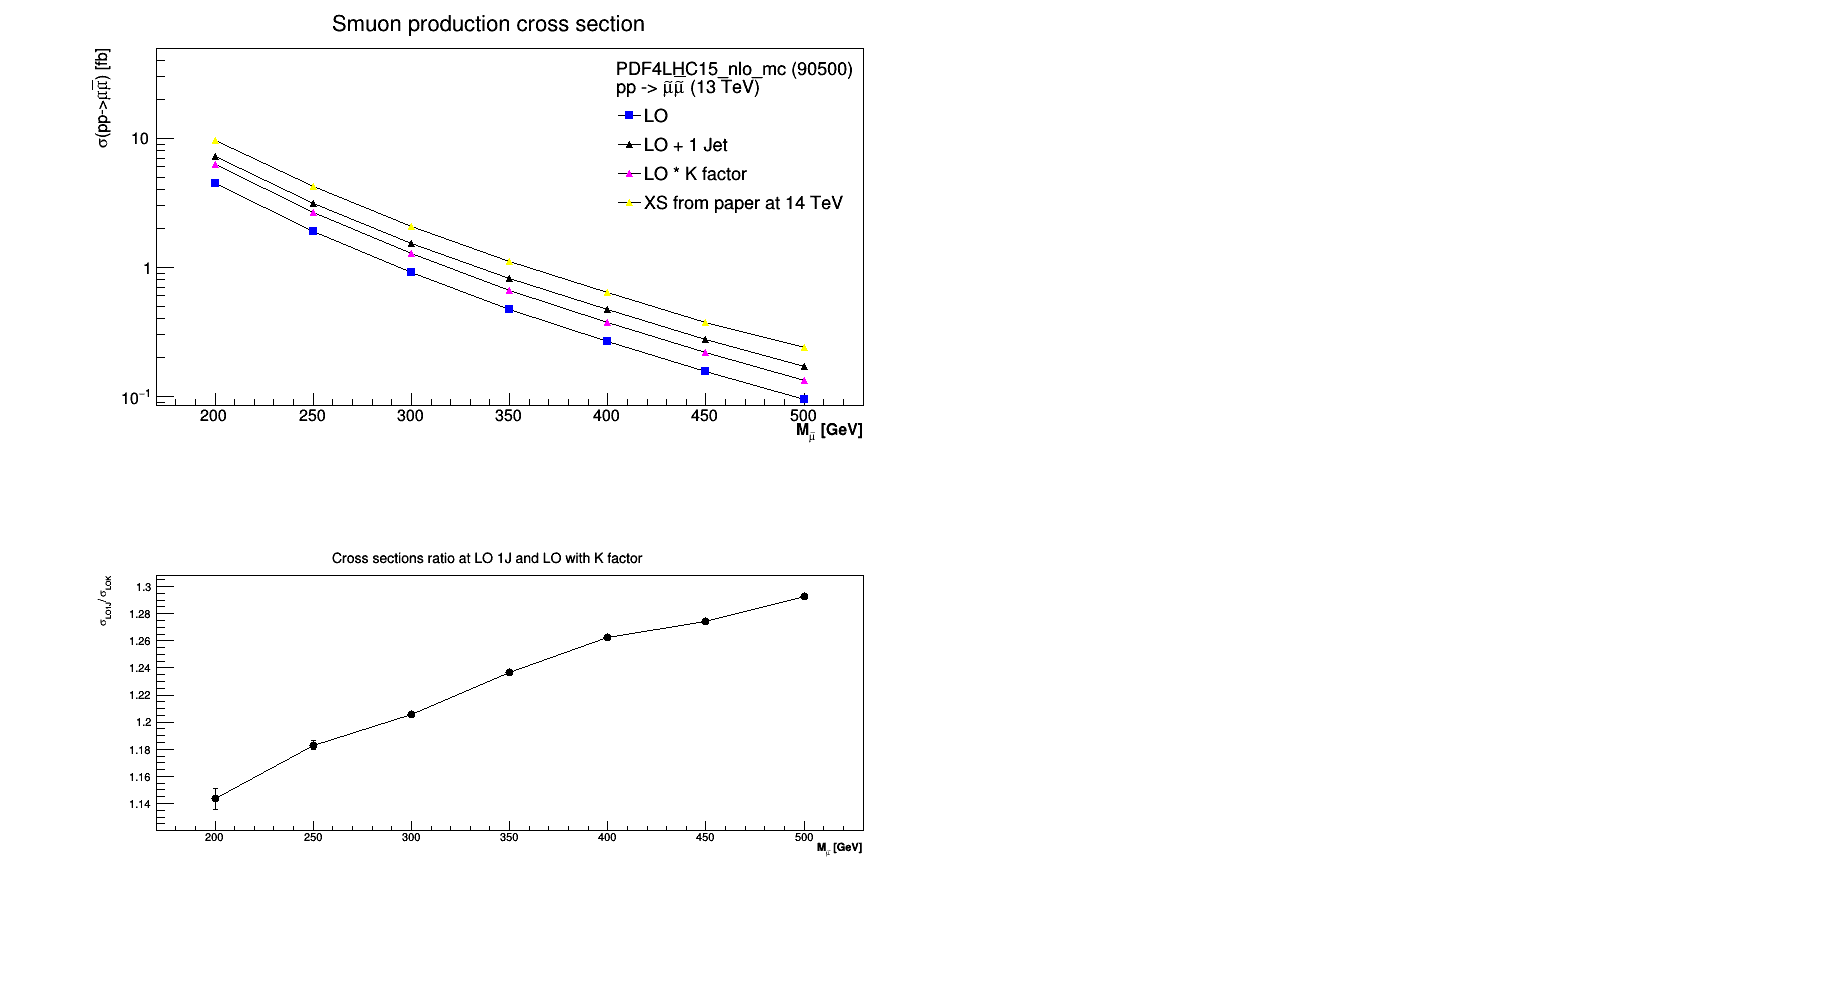 Smuon production cross section
σ(pp->μ̃μ̃̅) [fb]
PDF4LHC15_nlo_mc (90500)
pp -> μ̃μ̃̅ (13 TeV)
LO
LO + 1 Jet
LO * K factor
XS from paper at 14 TeV
10
1
10⁻¹
200 250 300 350 400 450 500
M_μ̃ [GeV]
Cross sections ratio at LO 1J and LO with K factor
σ_LO1J / σ_LOK
1.3
1.28
1.26
1.24
1.22
1.2
1.18
1.16
1.14
200 250 300 350 400 450 500
M_μ̃ [GeV]